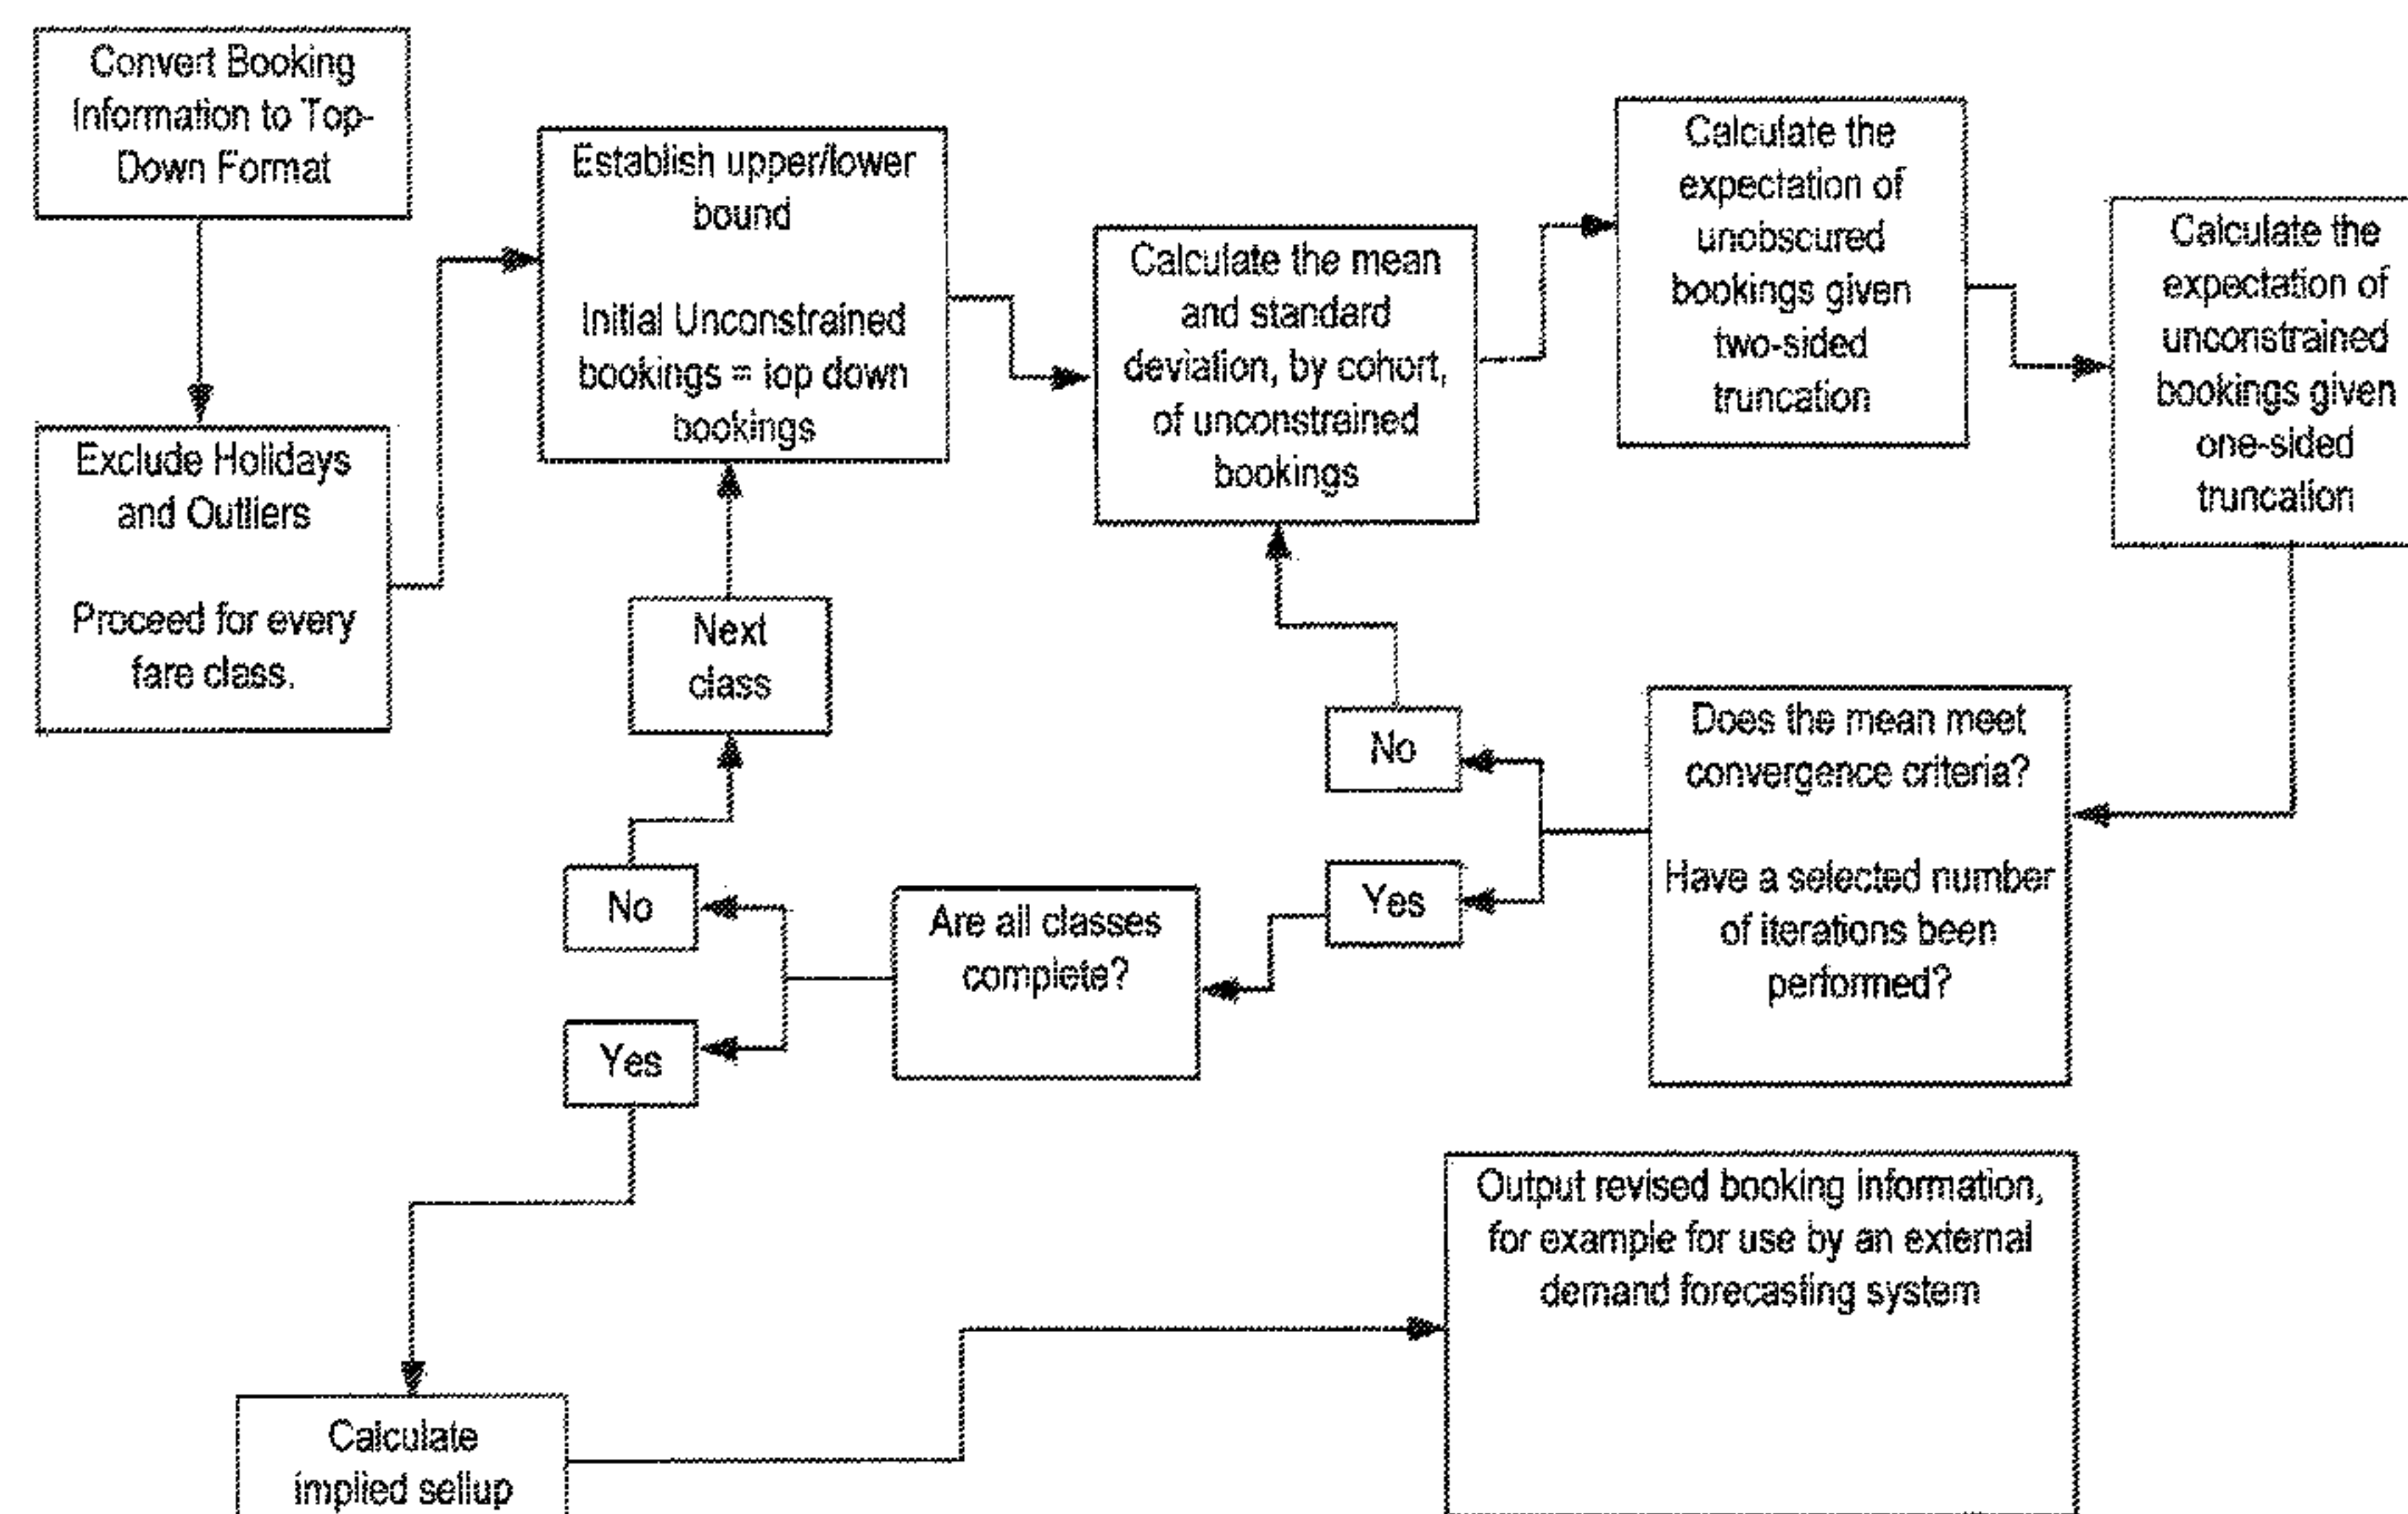 Convert Booking
Information to Top-
Down Format
Exclude Holidays
and Outliers
Proceed for every
fare class.
Establish upper/lower
bound
Initial Unconstrained
bookings = top down
bookings
Next
class
Calculate the mean
and standard
deviation, by cohort,
of unconstrained
bookings
Calculate the
expectation of
unobscured
bookings given
two-sided
truncation
Calculate the
expectation of
unconstrained
bookings given
one-sided
truncation
Does the mean meet
convergence criteria?
Have a selected number
of iterations been
performed?
No
Yes
Are all classes
complete?
No
Yes
Calculate
implied sellup
Output revised booking information,
for example for use by an external
demand forecasting system